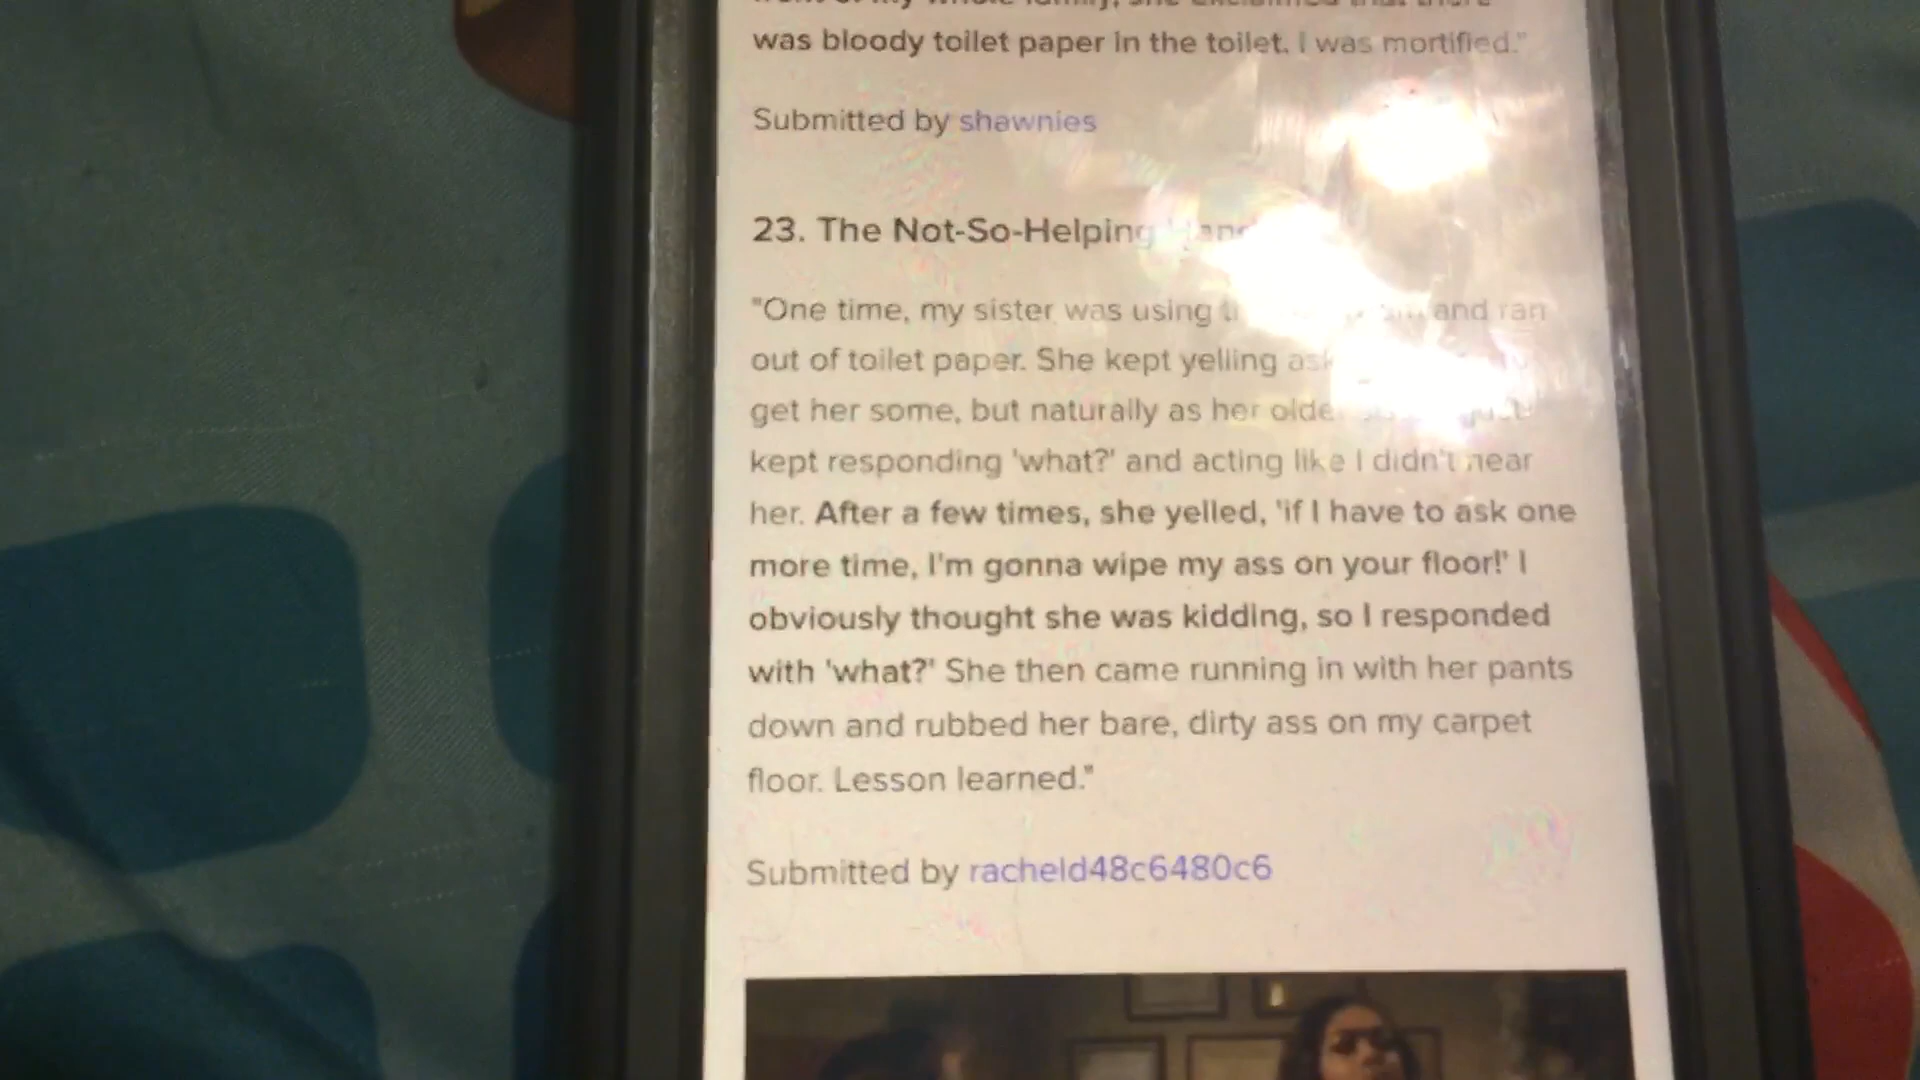 was bloody toilet paper in the toilet. I was mortified."
Submitted by shawnies
23. The Not-So-Helping
"One time, my sister was using and ran
out of toilet paper. She kept yelling
get her some, but naturally as her
kept responding 'what?' and acting like I didn't hear
her. After a few times, she yelled, 'if I have to ask one
more time, I'm gonna wipe my ass on your floor!' I
obviously thought she was kidding, so I responded
with 'what?' She then came running in with her pants
down and rubbed her bare, dirty ass on my carpet
floor. Lesson learned."
Submitted by racheld48c6480c6